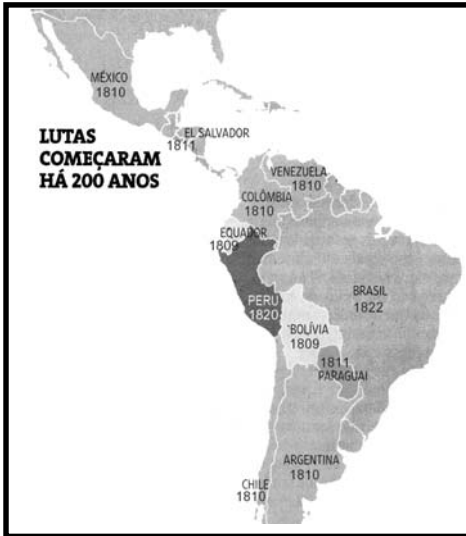 MÉXICO
1810
LUTAS
COMEÇARAM
HÁ 200 ANOS
EL SALVADOR
1811
VENEZUELA
1810
COLÔMBIA
1810
EQUADOR
1809
PERU
1820
BRASIL
1822
BOLÍVIA
1809
1811
PARAGUAI
ARGENTINA
1810
CHILE
1810